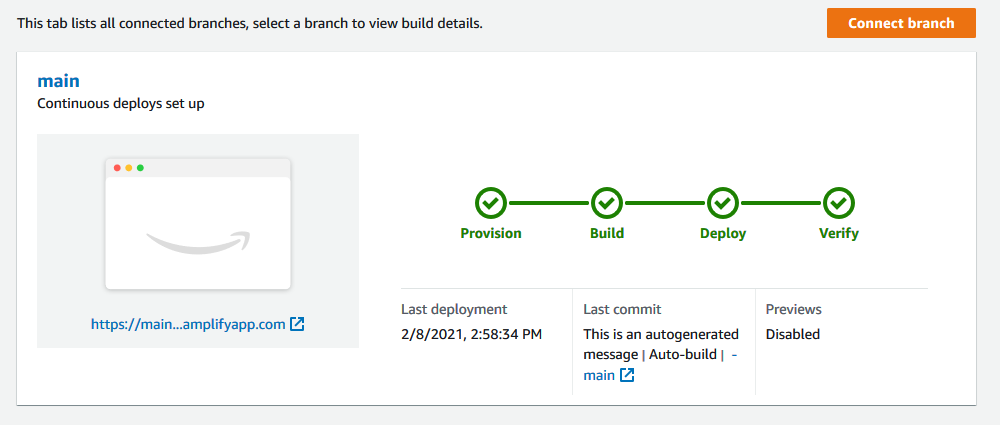 This tab lists all connected branches, select a branch to view build details.
Connect branch
main
Continuous deploys set up
https://main...amplifyapp.com
Provision
Build
Deploy
Verify
Last deployment
2/8/2021, 2:58:34 PM
Last commit
This is an autogenerated
message | Auto-build | -
main
Previews
Disabled